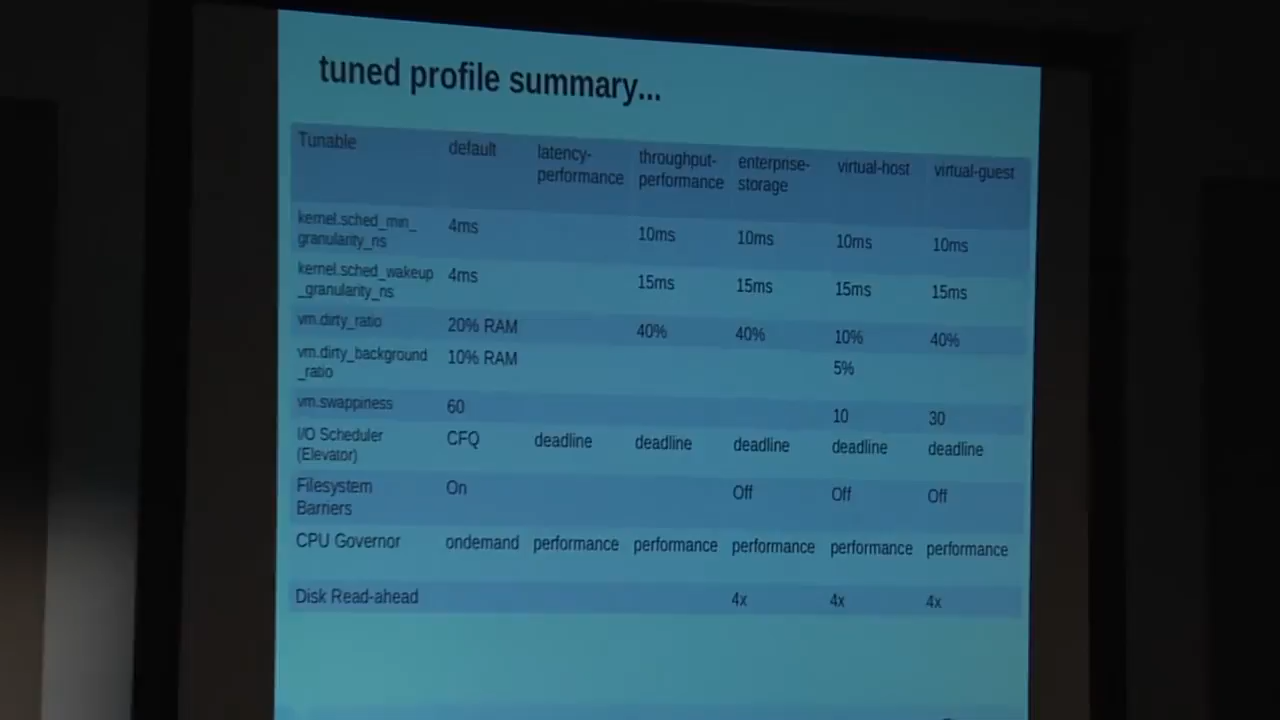 tuned profile summary...
Tunable default latency-performance throughput-performance enterprise-storage virtual-host virtual-guest
kernel.sched_min_granularity_ns 4ms 10ms 10ms 10ms 10ms
kernel.sched_wakeup_granularity_ns 4ms 15ms 15ms 15ms 15ms
vm.dirty_ratio 20% RAM 40% 40% 10% 40%
vm.dirty_background_ratio 10% RAM 5%
vm.swappiness 60 10 30
I/O Scheduler (Elevator) CFQ deadline deadline deadline deadline deadline
Filesystem Barriers On Off Off Off
CPU Governor ondemand performance performance performance performance performance
Disk Read-ahead 4x 4x 4x